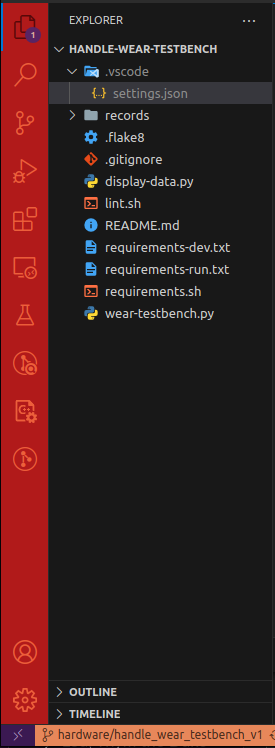 EXPLORER
1
HANDLE-WEAR-TESTBENCH
.vscode
{..} settings.json
records
.flake8
.gitignore
display-data.py
lint.sh
README.md
requirements-dev.txt
requirements-run.txt
requirements.sh
wear-testbench.py
OUTLINE
TIMELINE
hardware/handle_wear_testbench_v1